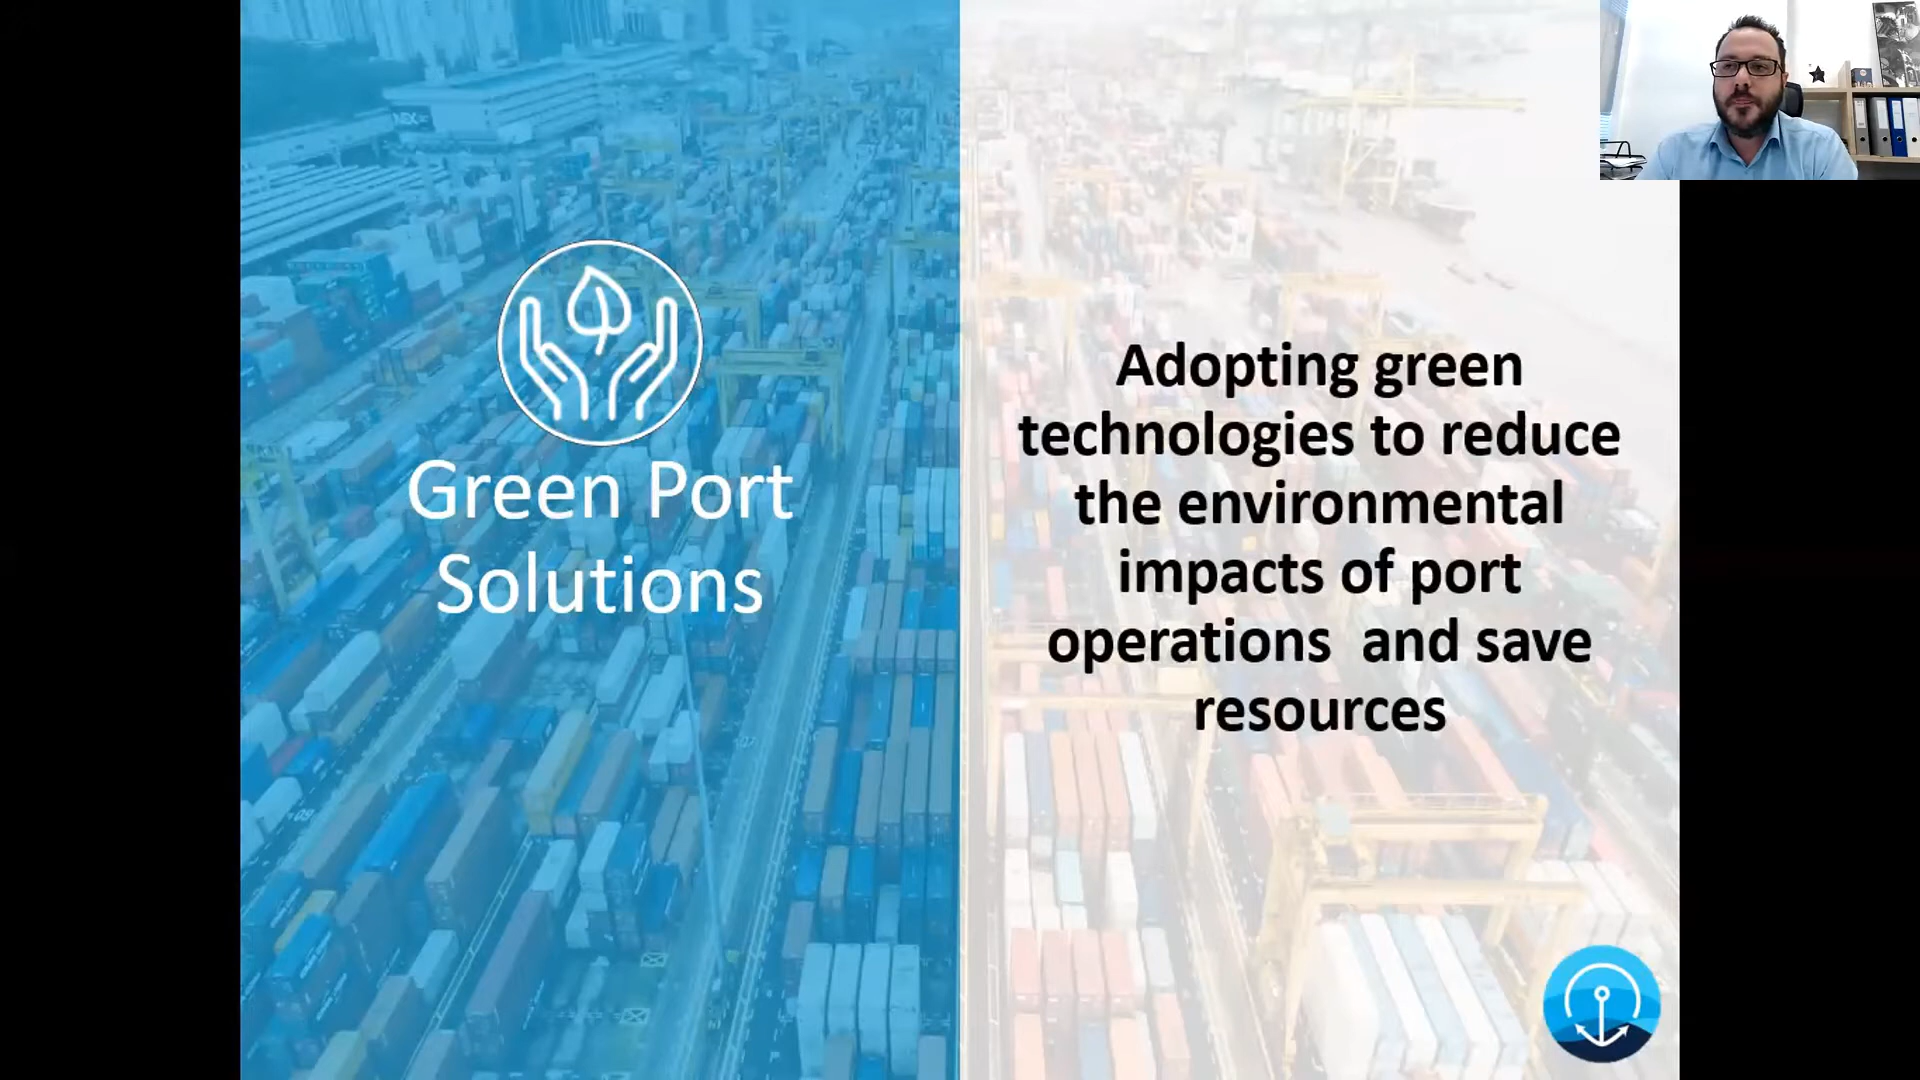 Green Port
Solutions
Adopting green
technologies to reduce
the environmental
impacts of port
operations  and save
resources